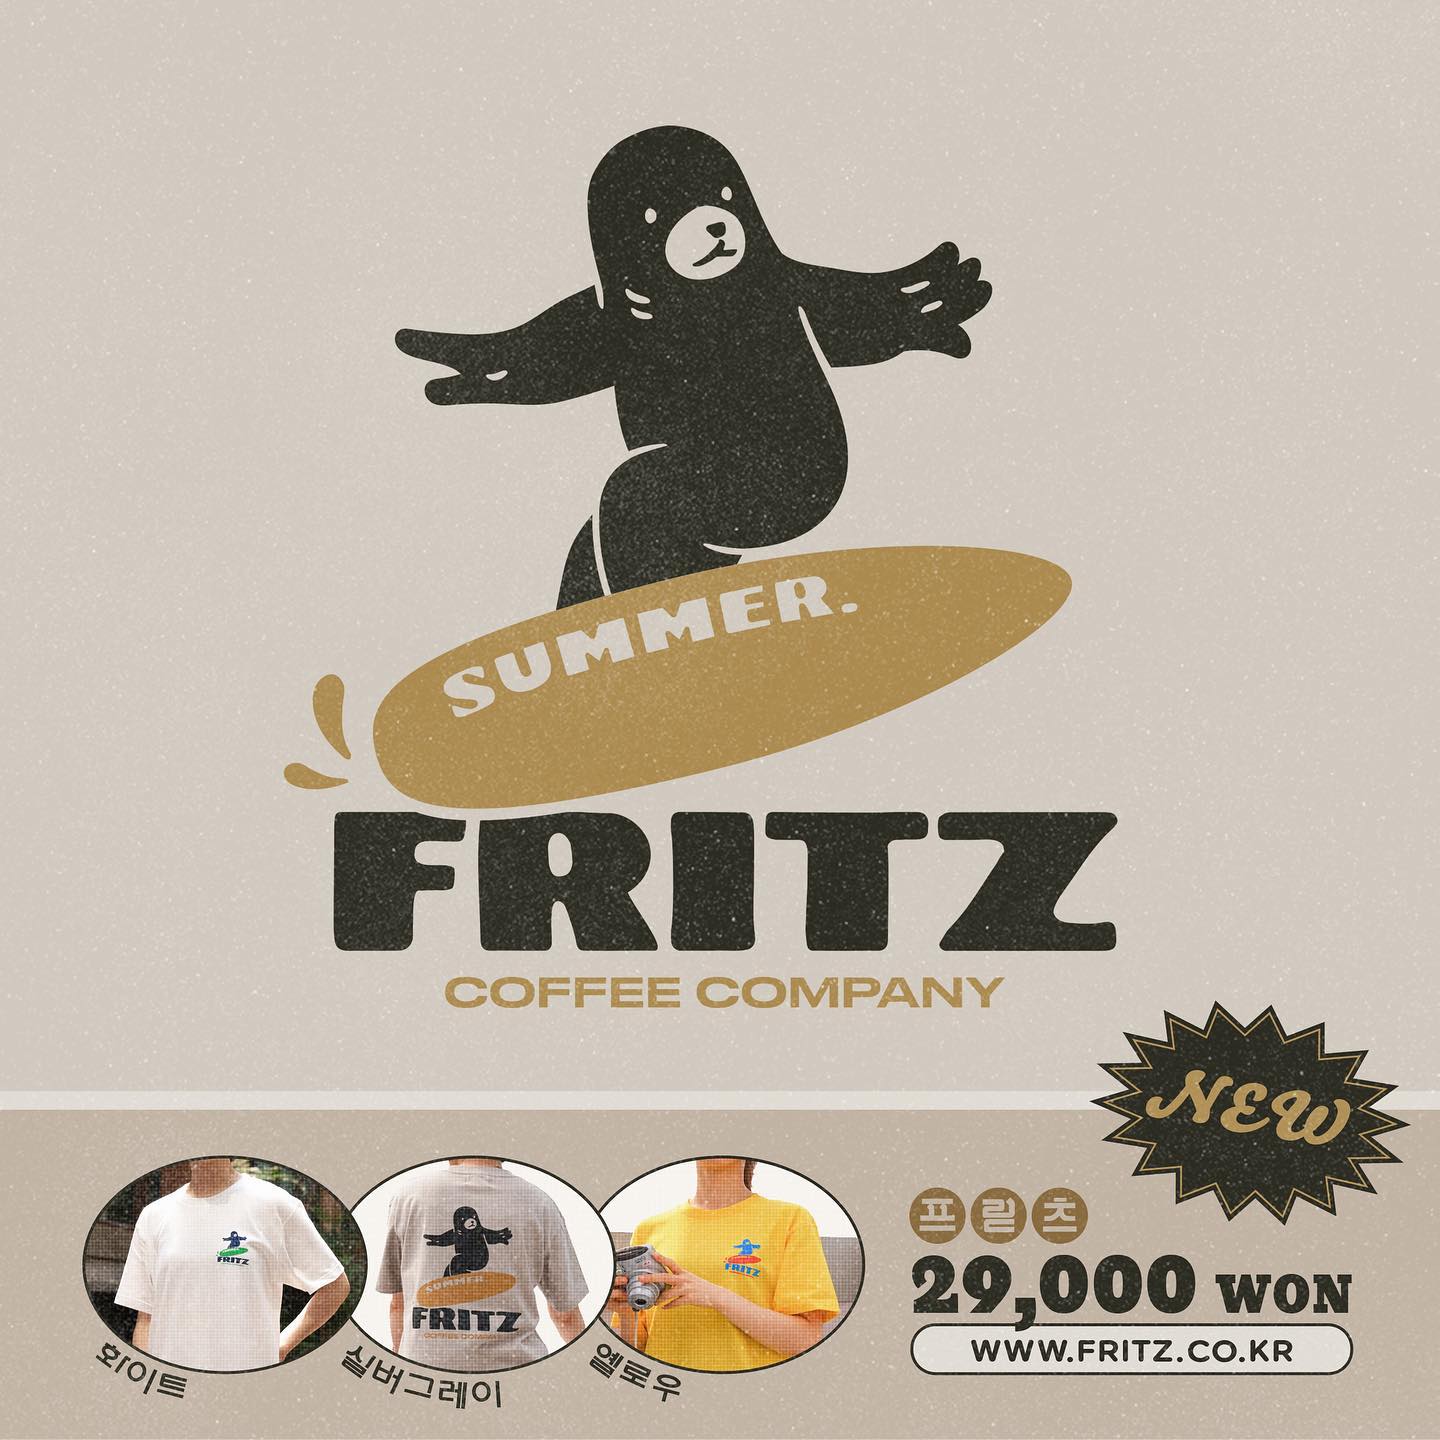 SUMMER.
FRITZ
COFFEE COMPANY
NEW
FRITZ
SUMMER
FRITZ
COFFEE COMPANY
FRITZ
화이트
실버그레이
옐로우
프릳츠
29,000 WON
WWW.FRITZ.CO.KR